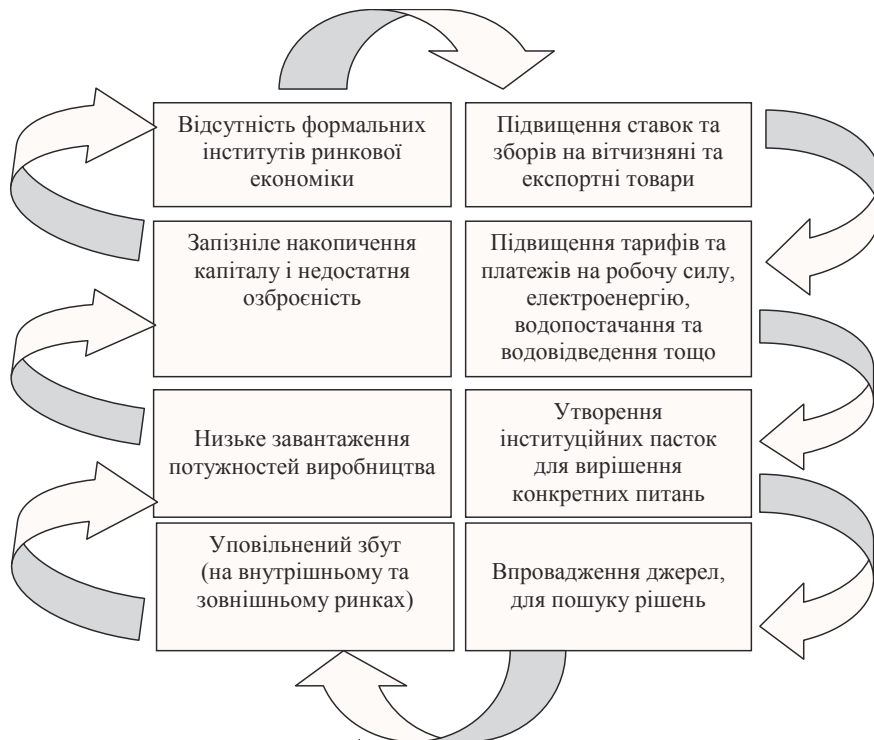 Відсутність формальних
інститутів ринкової
економіки
Підвищення ставок та
зборів на вітчизняні та
експортні товари
Запізніле накопичення
капіталу і недостатня
озброєність
Підвищення тарифів та
платежів на робочу силу,
електроенергію,
водопостачання та
водовідведення тощо
Низьке завантаження
потужностей виробництва
Утворення
інституційних пасток
для вирішення
конкретних питань
Уповільнений збут
(на внутрішньому та
зовнішньому ринках)
Впровадження джерел,
для пошуку рішень